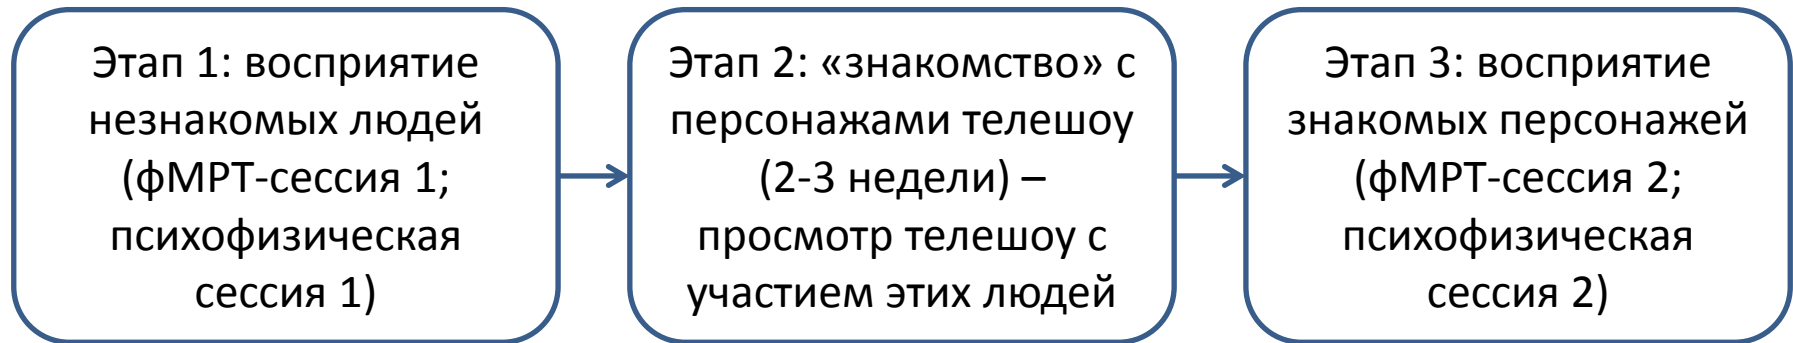 Этап 1: восприятие
незнакомых людей
(фМРТ-сессия 1;
психофизическая
сессия 1)
Этап 2: «знакомство» с
персонажами телешоу
(2-3 недели) –
просмотр телешоу с
участием этих людей
Этап 3: восприятие
знакомых персонажей
(фМРТ-сессия 2;
психофизическая
сессия 2)